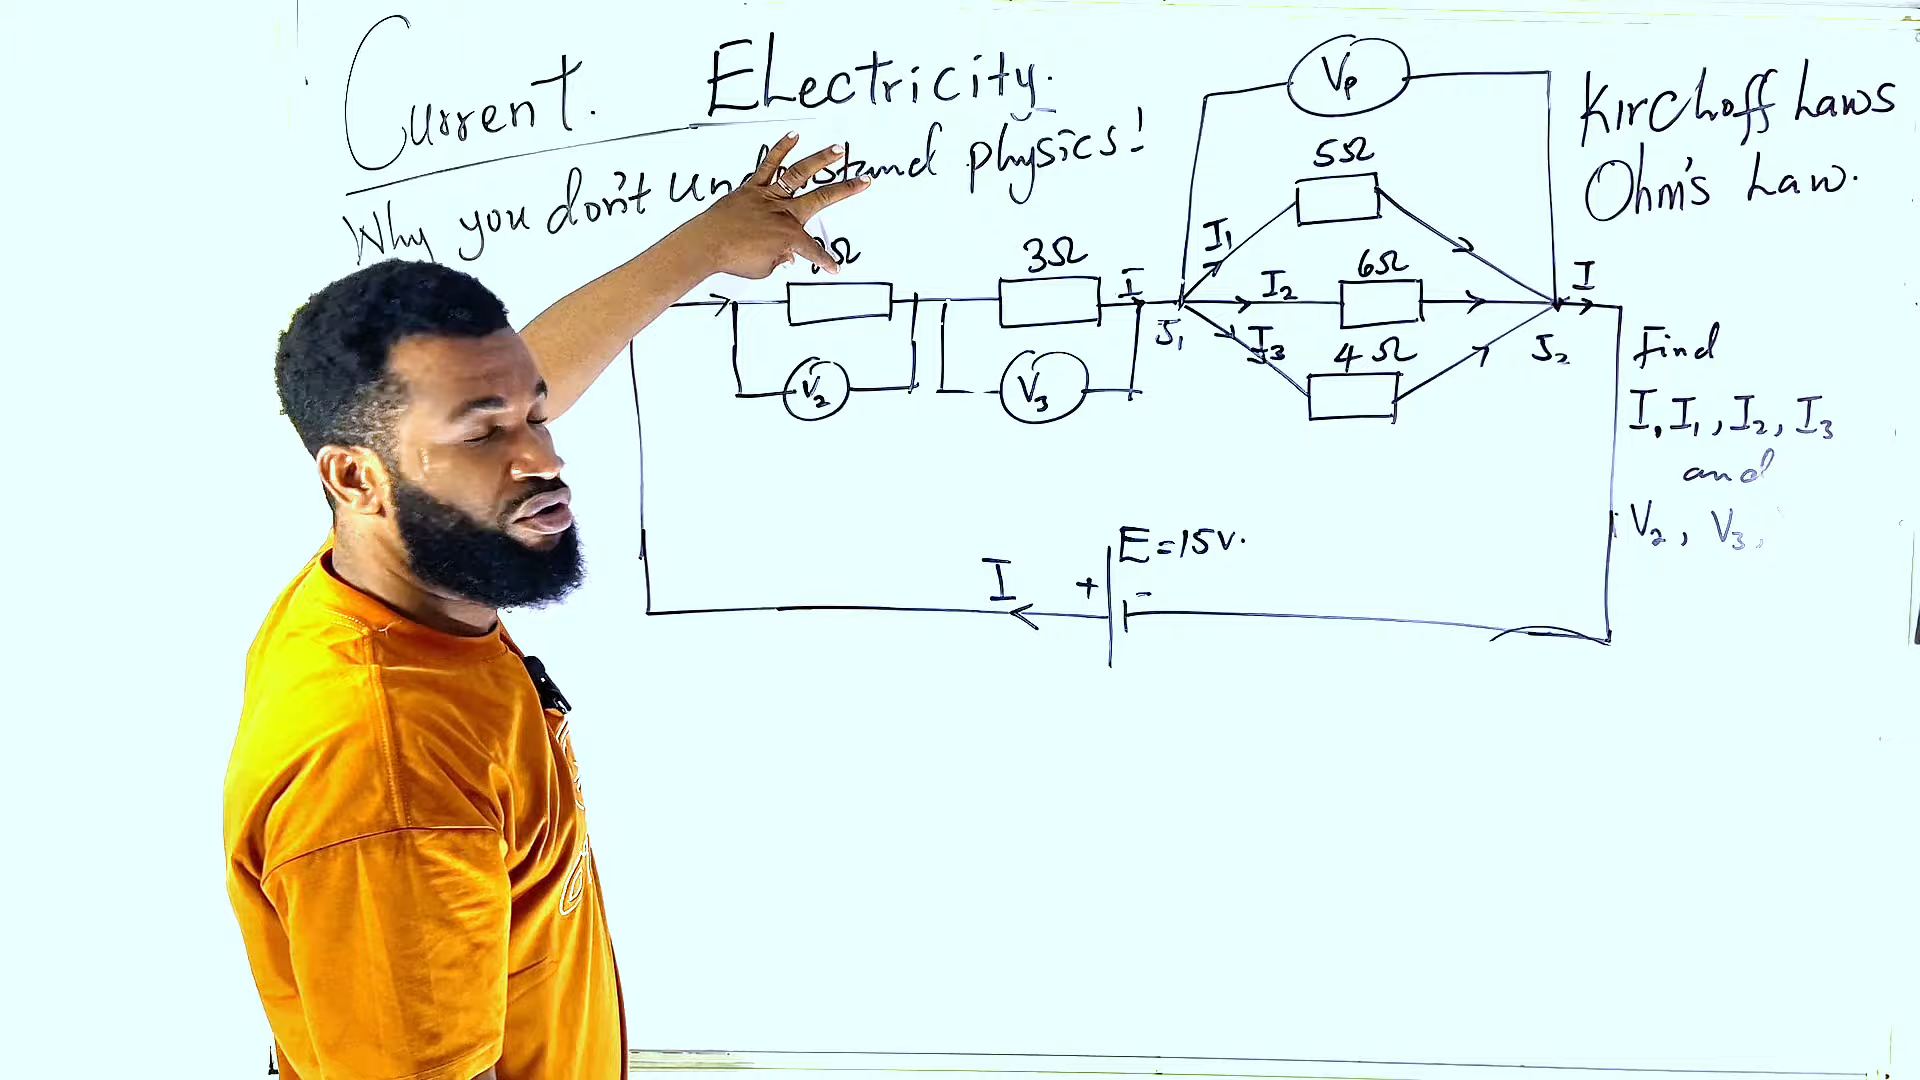 Current. ELectricity.
Why you don't understand physics!
Kirchoff Laws
Ohm's Law.
Vp
5Ω
I₁
3Ω
I
I₂
6Ω
I
J₁
I₃
4Ω
J₂
V₂
V₃
Find
I, I₁, I₂, I₃
and
V₂, V₃,
E=15V.
I
+
-